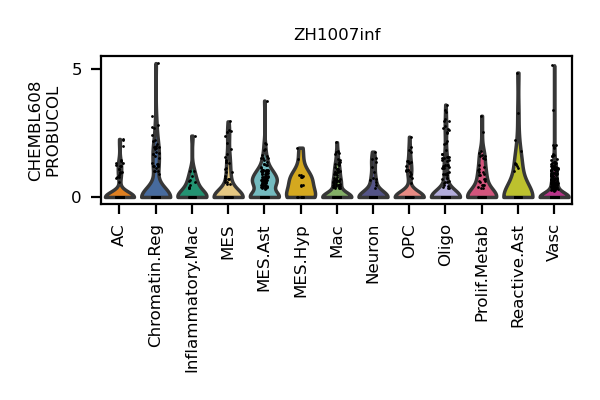 ZH1007inf
CHEMBL608
PROBUCOL
5
0
AC
Chromatin.Reg
Inflammatory.Mac
MES
MES.Ast
MES.Hyp
Mac
Neuron
OPC
Oligo
Prolif.Metab
Reactive.Ast
Vasc